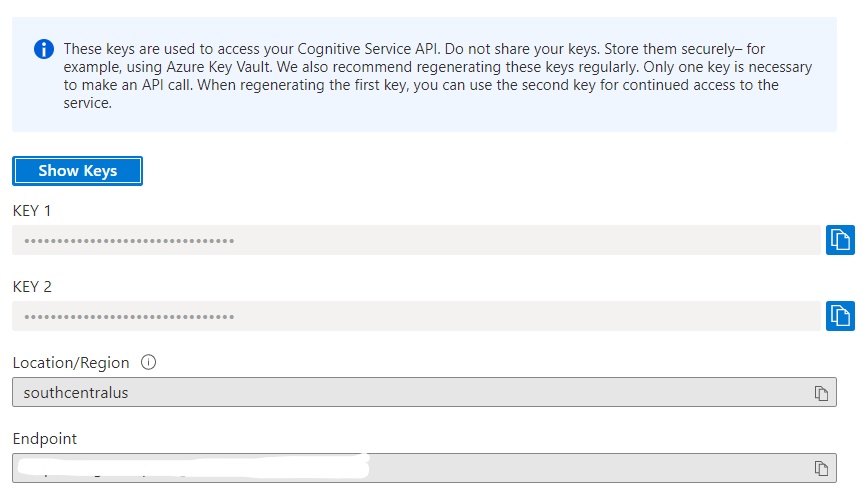 These keys are used to access your Cognitive Service API. Do not share your keys. Store them securely– for
example, using Azure Key Vault. We also recommend regenerating these keys regularly. Only one key is necessary
to make an API call. When regenerating the first key, you can use the second key for continued access to the
service.
Show Keys
KEY 1
•••••••••••••••••••••••••••••••
KEY 2
•••••••••••••••••••••••••••••••
Location/Region
southcentralus
Endpoint